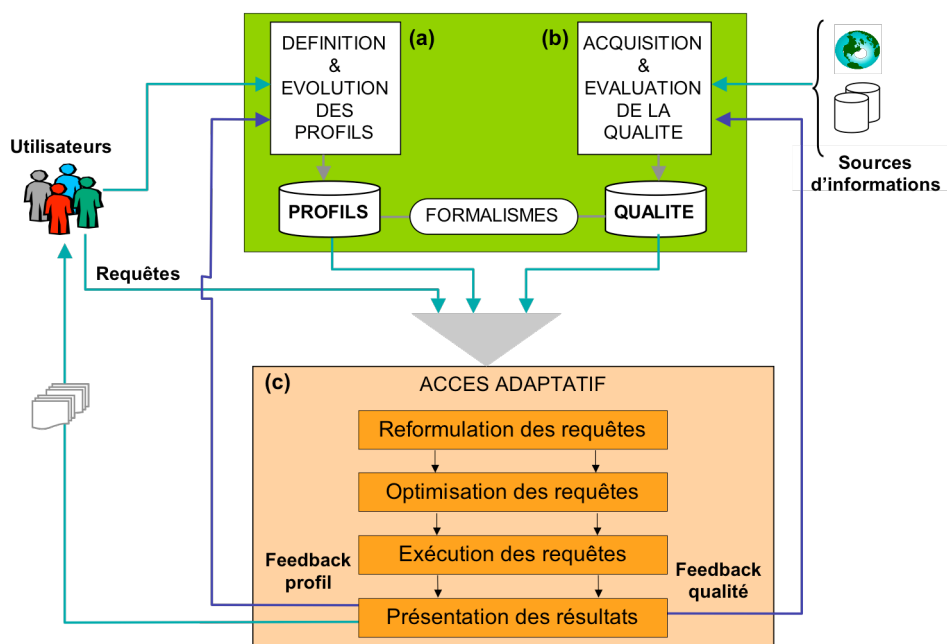 DEFINITION
&
EVOLUTION
DES
PROFILS
(a)
(b)
ACQUISITION
&
EVALUATION
DE LA
QUALITE
Utilisateurs
Sources
d'informations
PROFILS
FORMALISMES
QUALITE
Requêtes
(c)
ACCES ADAPTATIF
Reformulation des requêtes
Optimisation des requêtes
Exécution des requêtes
Feedback
profil
Feedback
qualité
Présentation des résultats